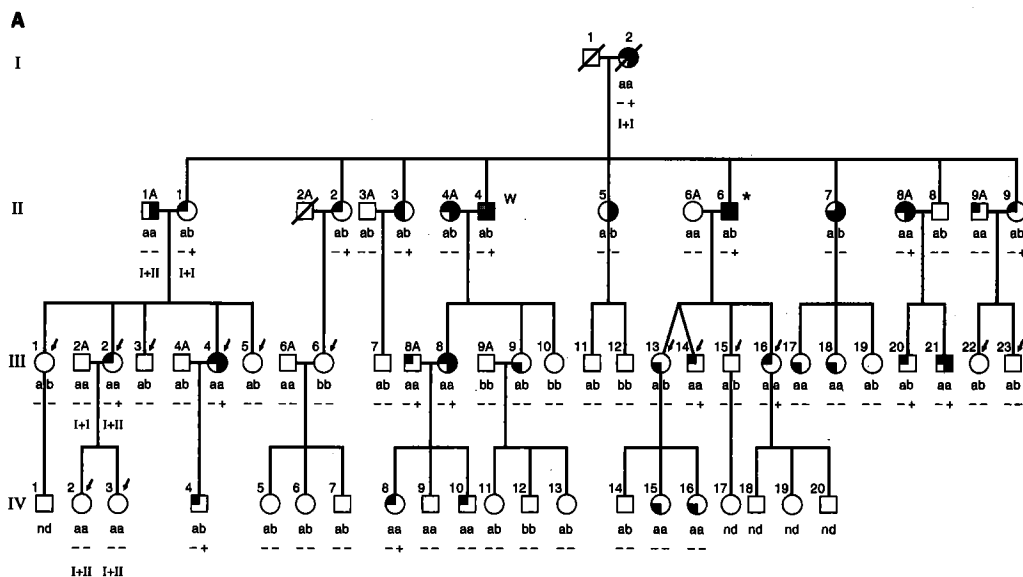 A
1 2
I
aa
- +
I+I
1A 1 2A 2 3A 3 4A 4 W 5 6A 6 * 7 8A 8 9A 9
II
aa ab ab ab ab aa ab ab aa ab ab aa ab aa ab
- - - + - + - - - + - - - + - - - - - + - - - + - - - - - +
I+II I+I
1 2A 2 3 4A 4 5 6A 6 7 8A 8 9A 9 10 11 12 13 14 15 16 17 18 19 20 21 22 23
III
ab aa aa ab ab aa ab aa bb ab aa aa bb ab bb ab bb ab aa ab aa aa aa ab ab aa ab ab
- - - - - + - - - - - + - - - - - - - - - + - + - - - - - - - - - - - - - + - - - + - - - - - - - + - + - - - -
I+I I+II
1 2 3 4 5 6 7 8 9 10 11 12 13 14 15 16 17 18 19 20
IV
nd aa aa ab ab ab ab aa aa aa ab bb ab ab aa aa nd nd nd nd
- - - - - + - - - - - - - + - - - - - - - - - - - - - - - -
I+II I+II